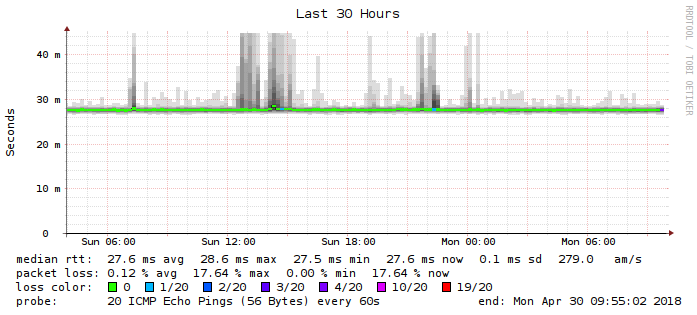 Last 30 Hours
RRDTOOL / TOBI OETIKER
Seconds
40 m
30 m
20 m
10 m
0
Sun 06:00 Sun 12:00 Sun 18:00 Mon 00:00 Mon 06:00
median rtt: 27.6 ms avg 28.6 ms max 27.5 ms min 27.6 ms now 0.1 ms sd 279.0 am/s
packet loss: 0.12 % avg 17.64 % max 0.00 % min 17.64 % now
loss color: 0 1/20 2/20 3/20 4/20 10/20 19/20
probe: 20 ICMP Echo Pings (56 Bytes) every 60s end: Mon Apr 30 09:55:02 2018